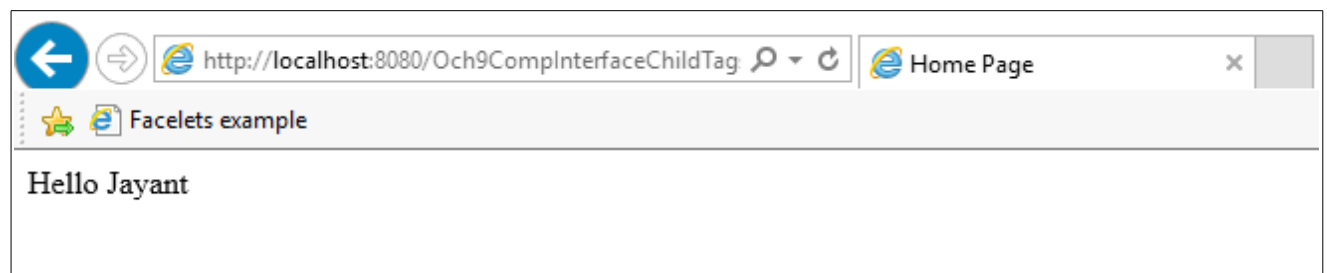 http://localhost:8080/Och9CompInterfaceChildTag
Home Page
Facelets example
Hello Jayant